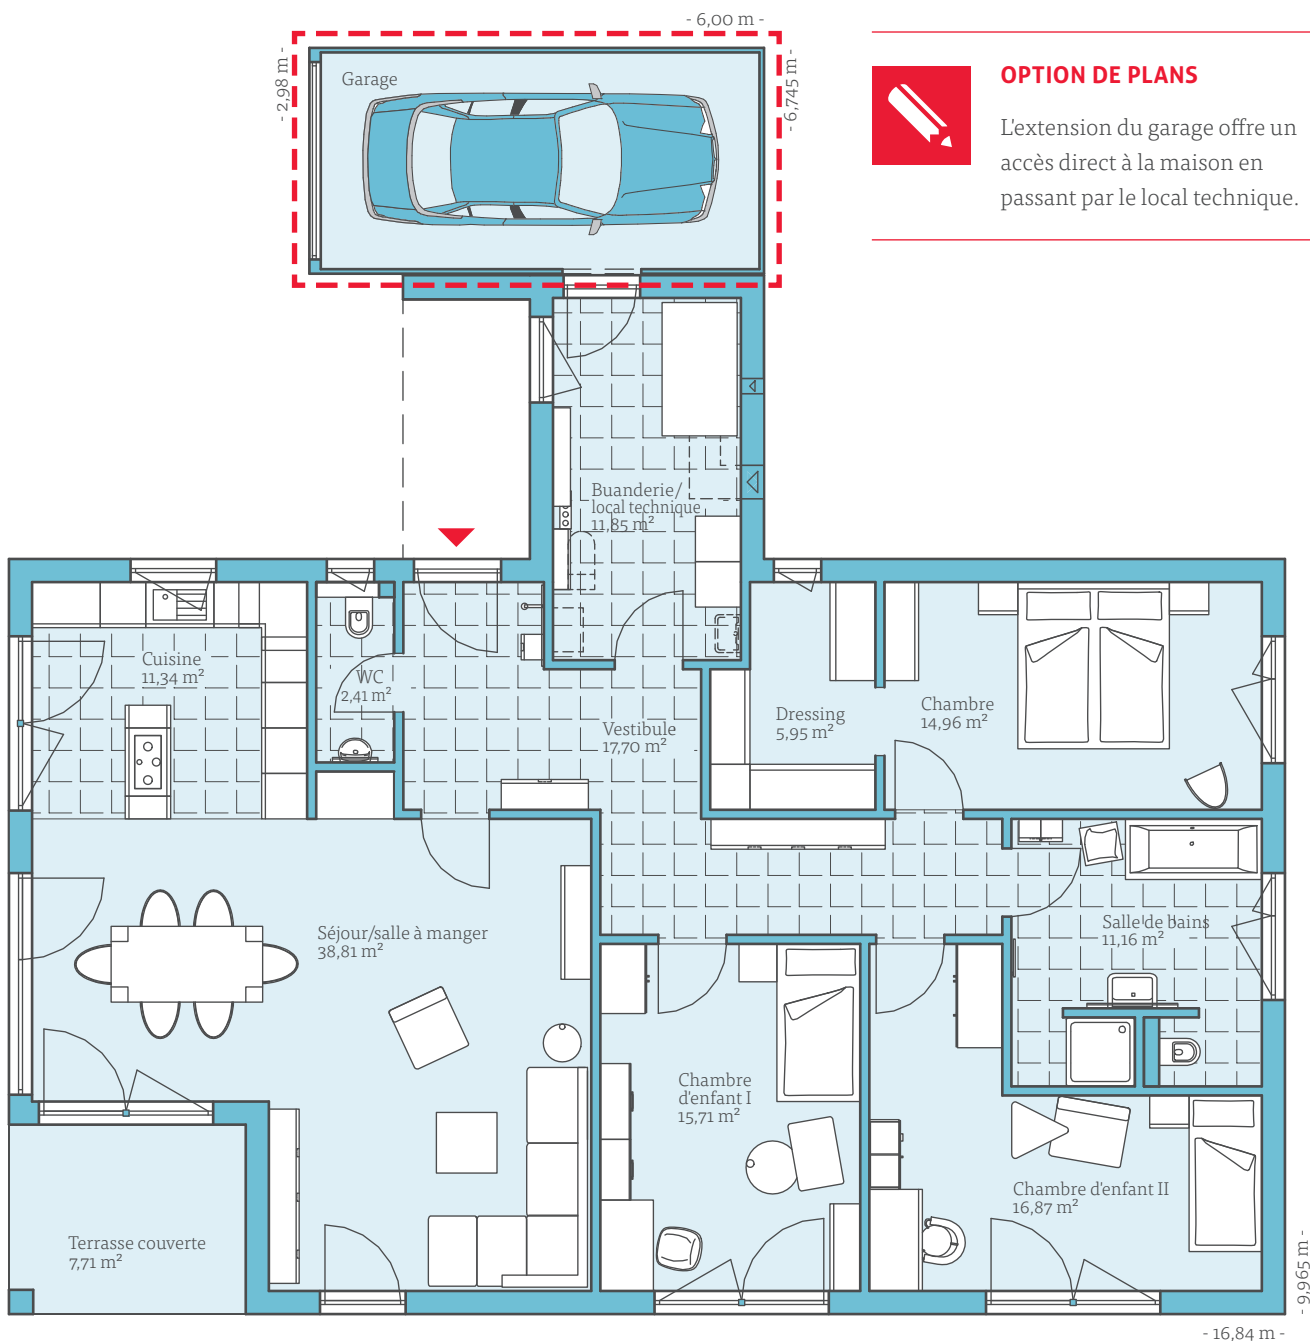 - 6,00 m -
- 2,98 m -
- 6,745 m -
Garage
OPTION DE PLANS
L'extension du garage offre un
accès direct à la maison en
passant par le local technique.
Buanderie/
local technique
11,85 m²
Cuisine
11,34 m²
WC
2,41 m²
Vestibule
17,70 m²
Dressing
5,95 m²
Chambre
14,96 m²
Séjour/salle à manger
38,81 m²
Salle de bains
11,16 m²
Chambre
d'enfant I
15,71 m²
Chambre d'enfant II
16,87 m²
Terrasse couverte
7,71 m²
- 9,965 m -
- 16,84 m -